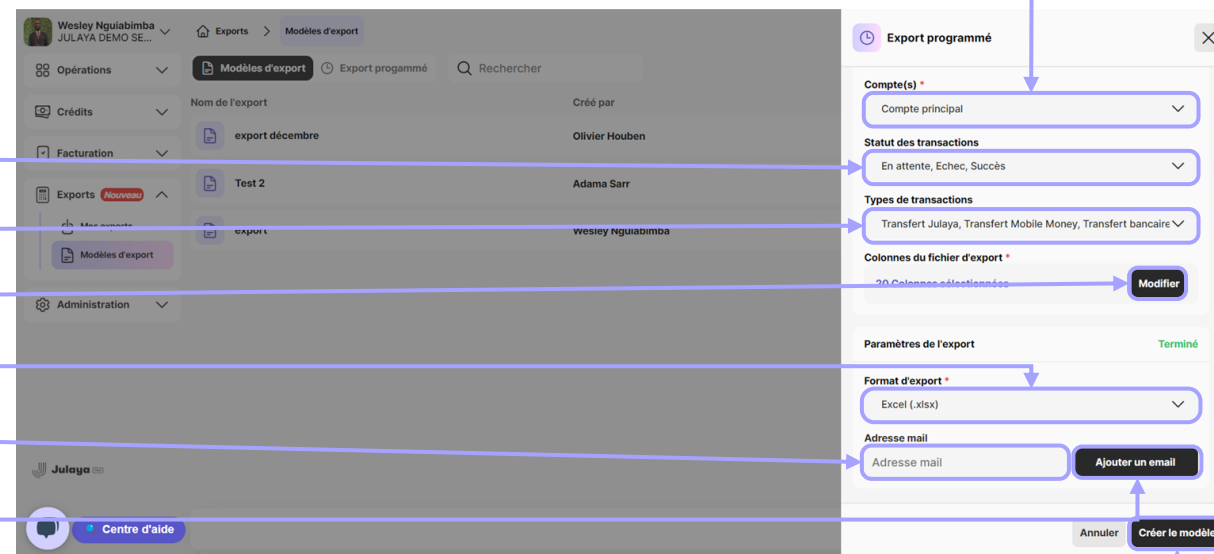 Wesley Nguiabimba
JULAYA DEMO SE...
Exports > Modèles d'export
Opérations
Crédits
Facturation
Exports Nouveau
Mes exports
Modèles d'export
Administration
Julaya
Centre d'aide
Modèles d'export Export progammé Rechercher
Nom de l'export Créé par
export décembre Olivier Houben
Test 2 Adama Sarr
export Wesley Nguiabimba
Export programmé
Compte(s) *
Compte principal
Statut des transactions
En attente, Echec, Succès
Types de transactions
Transfert Julaya, Transfert Mobile Money, Transfert bancaire
Colonnes du fichier d'export *
20 Colonnes sélectionnées Modifier
Paramètres de l'export Terminé
Format d'export *
Excel (.xlsx)
Adresse mail
Adresse mail Ajouter un email
Annuler Créer le modèle